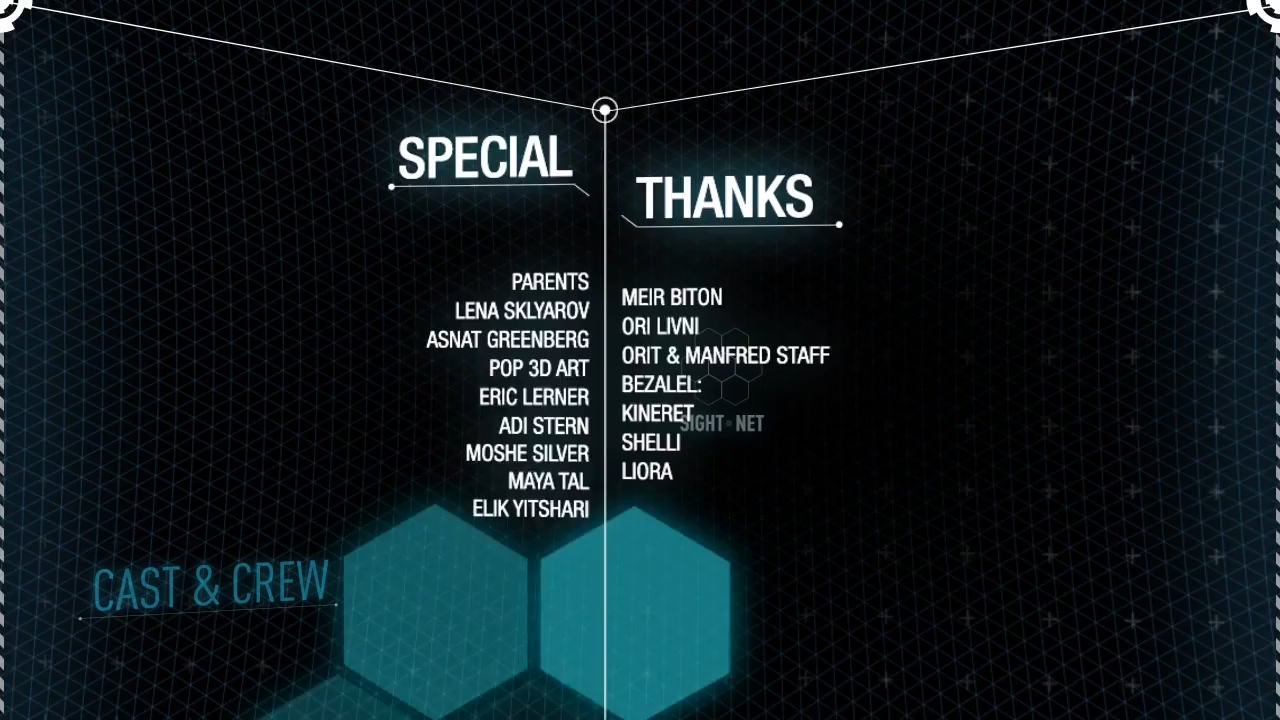 SPECIAL
THANKS
PARENTS
LENA SKLYAROV
ASNAT GREENBERG
POP 3D ART
ERIC LERNER
ADI STERN
MOSHE SILVER
MAYA TAL
ELIK YITSHARI
MEIR BITON
ORI LIVNI
ORIT & MANFRED STAFF
BEZALEL:
KINERET
SHELLI
LIORA
SIGHT NET
CAST & CREW